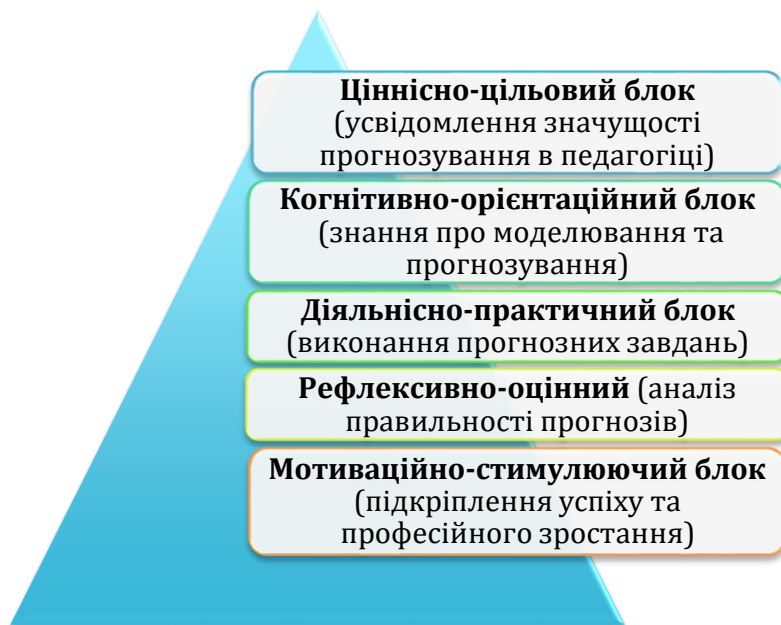 Ціннісно-цільовий блок
(усвідомлення значущості
прогнозування в педагогіці)
Когнітивно-орієнтаційний блок
(знання про моделювання та
прогнозування)
Діяльнісно-практичний блок
(виконання прогнозних завдань)
Рефлексивно-оцінний (аналіз
правильності прогнозів)
Мотиваційно-стимулюючий блок
(підкріплення успіху та
професійного зростання)